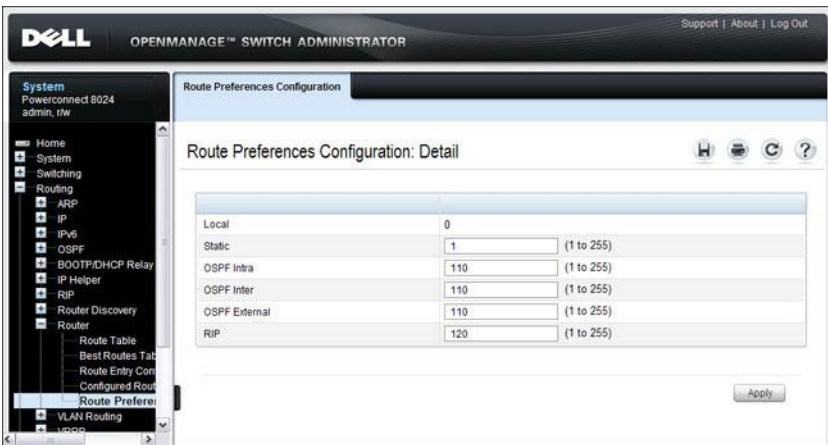 Support | About | Log Out
DELL
OPENMANAGE™ SWITCH ADMINISTRATOR
System
Powerconnect 8024
admin, r/w
Route Preferences Configuration
Home
System
Switching
Routing
ARP
IP
IPv6
OSPF
BOOTP/DHCP Relay
IP Helper
RIP
Router Discovery
Router
Route Table
Best Routes Tab
Route Entry Con
Configured Rout
Route Prefere
VLAN Routing
VRRP
Route Preferences Configuration: Detail
Local 0
Static 1 (1 to 255)
OSPF Intra 110 (1 to 255)
OSPF Inter 110 (1 to 255)
OSPF External 110 (1 to 255)
RIP 120 (1 to 255)
Apply